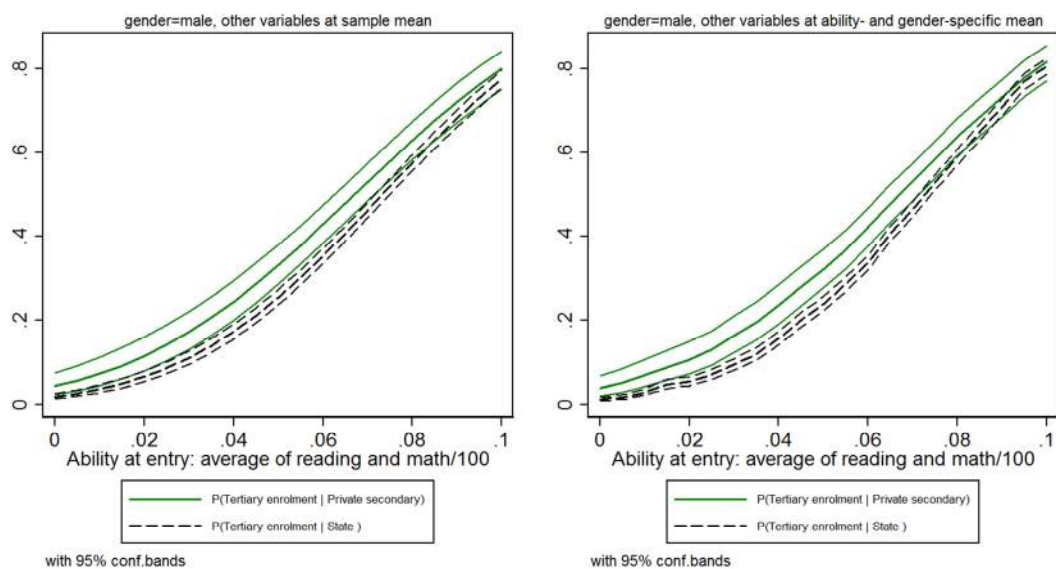 gender=male, other variables at sample mean
.8
.6
.4
.2
0
0 .02 .04 .06 .08 .1
Ability at entry: average of reading and math/100
P(Tertiary enrolment | Private secondary)
P(Tertiary enrolment | State )
with 95% conf.bands
gender=male, other variables at ability- and gender-specific mean
.8
.6
.4
.2
0
0 .02 .04 .06 .08 .1
Ability at entry: average of reading and math/100
P(Tertiary enrolment | Private secondary)
P(Tertiary enrolment | State )
with 95% conf.bands